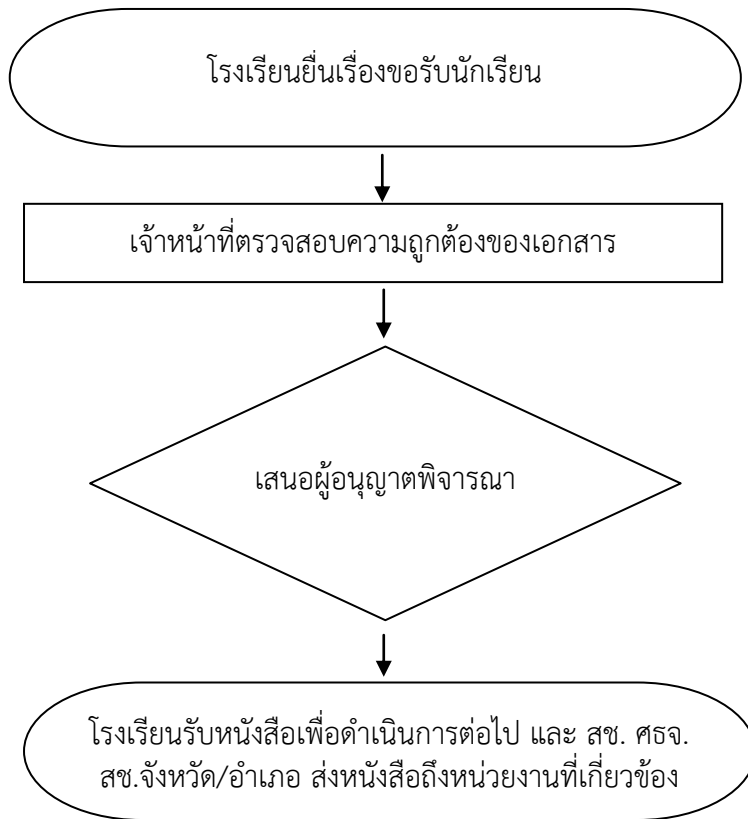 โรงเรียนยื่นเรื่องขอรับนักเรียน
เจ้าหน้าที่ตรวจสอบความถูกต้องของเอกสาร
เสนอผู้อนุญาตพิจารณา
โรงเรียนรับหนังสือเพื่อดำเนินการต่อไป และ สช. ศธจ.
สช.จังหวัด/อำเภอ ส่งหนังสือถึงหน่วยงานที่เกี่ยวข้อง